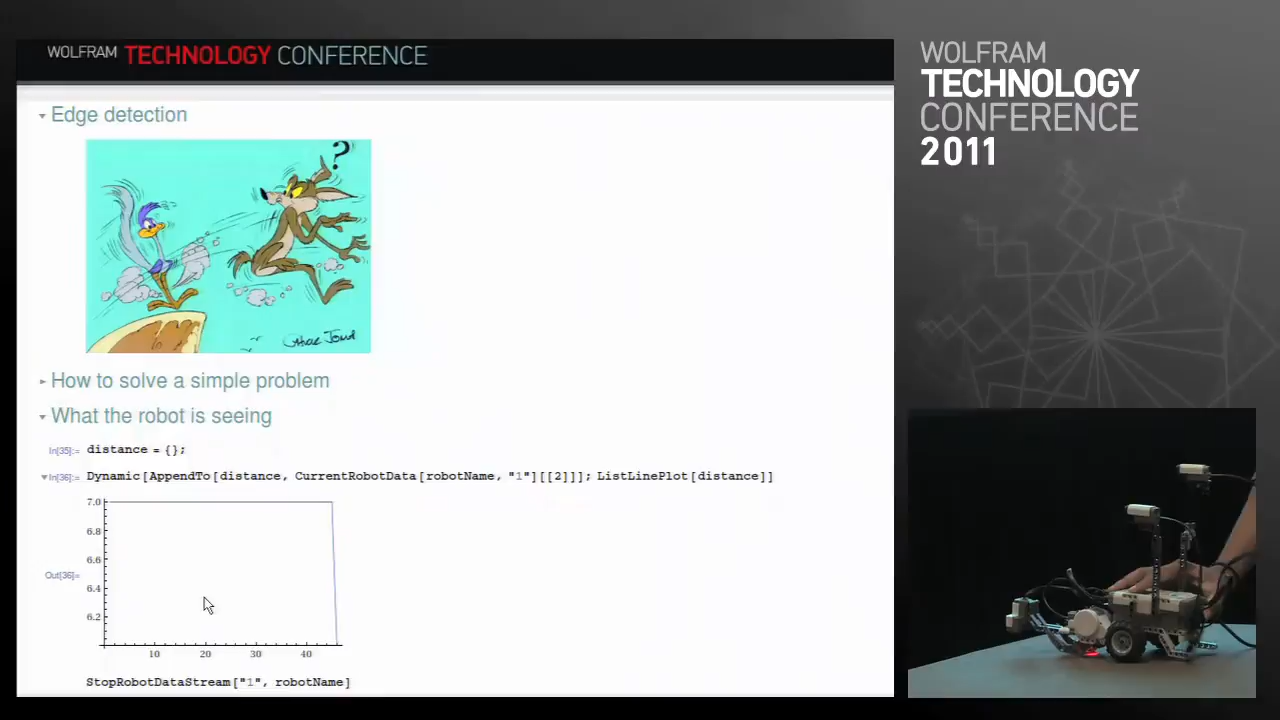 WOLFRAM TECHNOLOGY CONFERENCE
WOLFRAM
TECHNOLOGY
CONFERENCE
2011
Edge detection
?
How to solve a simple problem
What the robot is seeing
In[35]:= distance = {};
In[36]:= Dynamic[AppendTo[distance, CurrentRobotData[robotName, "1"][[2]]]; ListLinePlot[distance]]
7.0
6.8
6.6
Out[36]=
6.4
6.2
10 20 30 40
StopRobotDataStream["1", robotName]